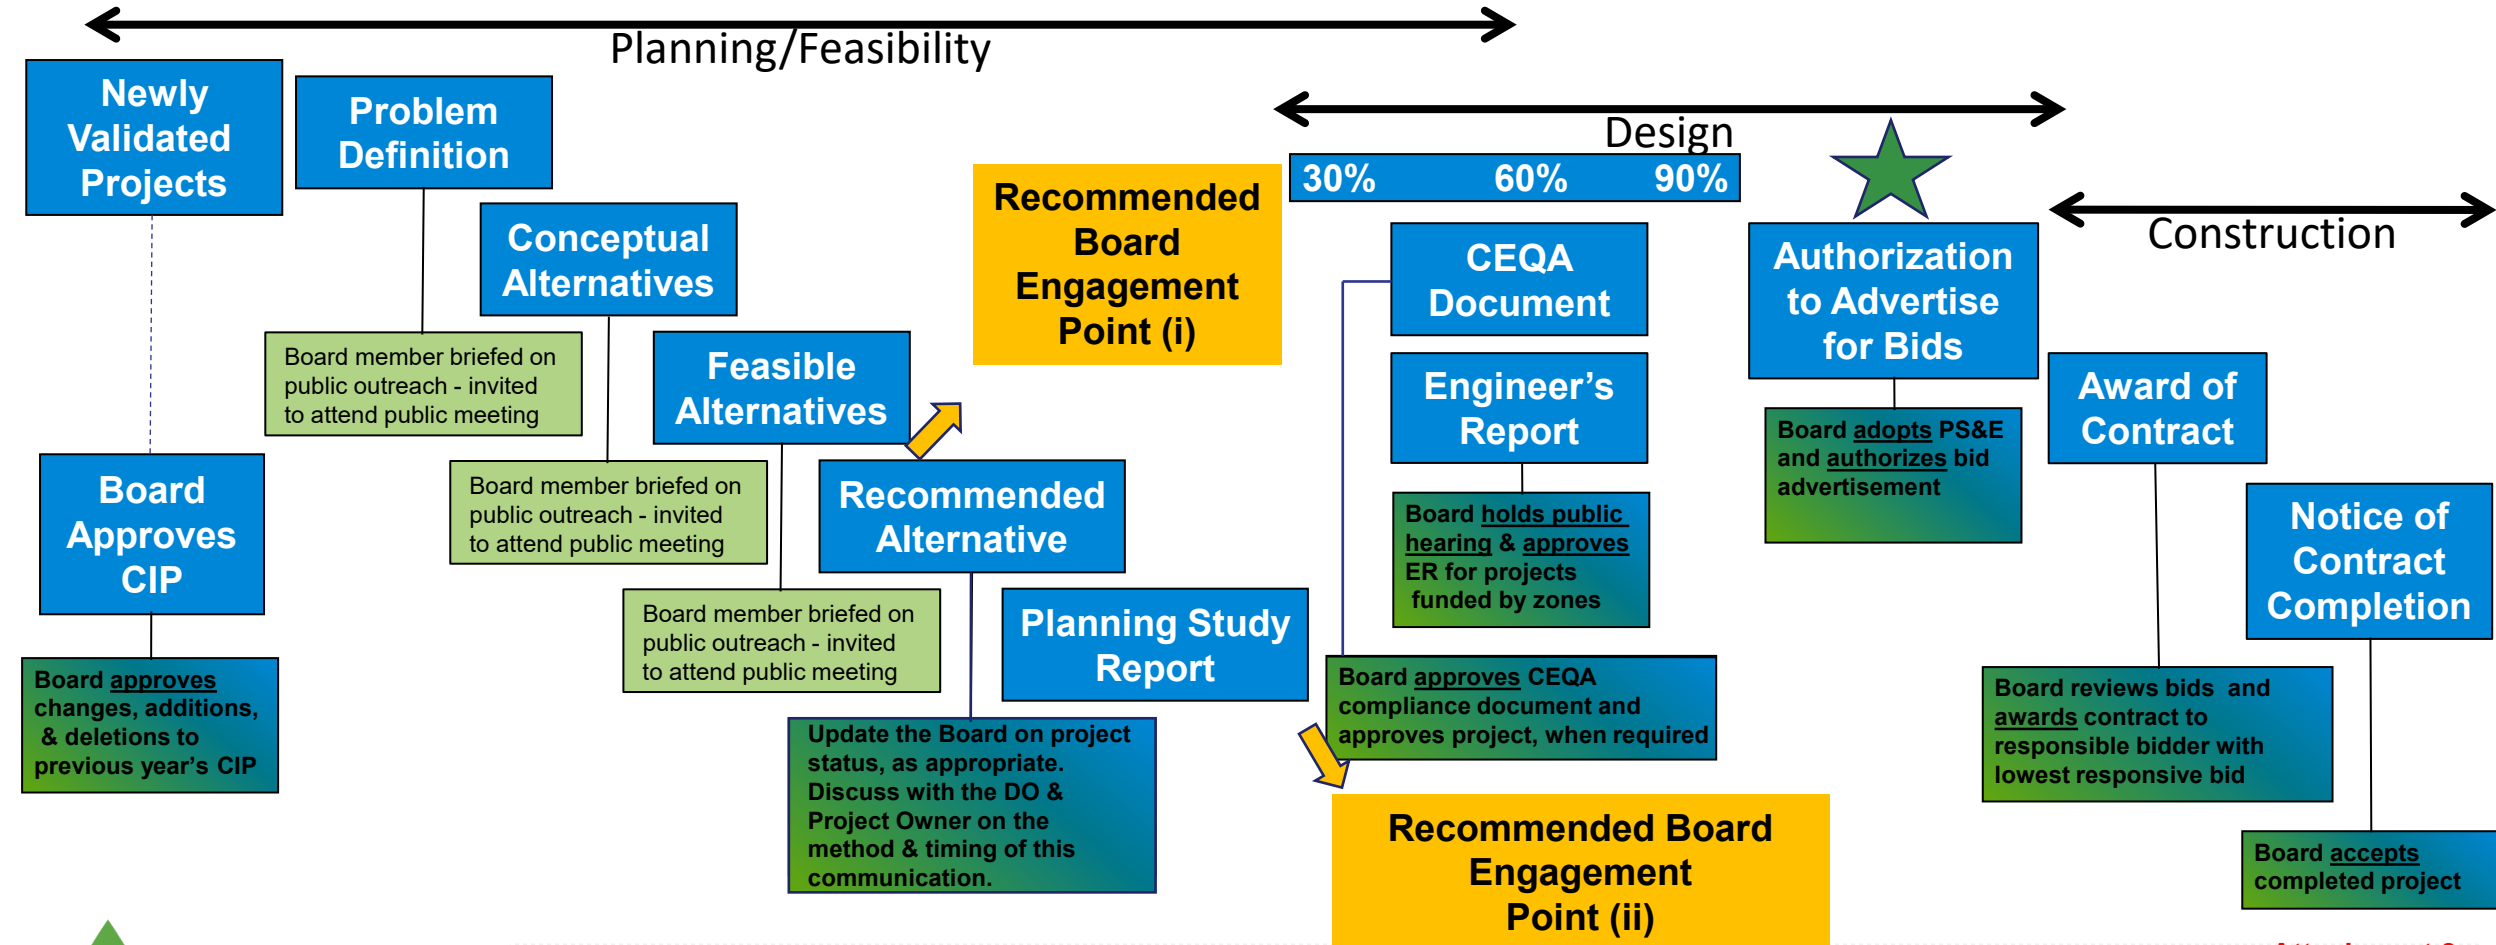 Planning/Feasibility
Newly
Validated
Projects
Problem
Definition
Conceptual
Alternatives
Feasible
Alternatives
Recommended
Alternative
Planning Study
Report
Board
Approves
CIP
Board approves
changes, additions,
& deletions to
previous year’s CIP
Board member briefed on
public outreach - invited
to attend public meeting
Board member briefed on
public outreach - invited
to attend public meeting
Board member briefed on
public outreach - invited
to attend public meeting
Update the Board on project
status, as appropriate.
Discuss with the DO &
Project Owner on the
method & timing of this
communication.
Recommended
Board
Engagement
Point (i)
Design
30% 60% 90%
CEQA
Document
Engineer’s
Report
Board holds public
hearing & approves
ER for projects
funded by zones
Board approves CEQA
compliance document and
approves project, when required
Recommended Board
Engagement
Point (ii)
Authorization
to Advertise
for Bids
Board adopts PS&E
and authorizes bid
advertisement
Construction
Award of
Contract
Board reviews bids and
awards contract to
responsible bidder with
lowest responsive bid
Notice of
Contract
Completion
Board accepts
completed project